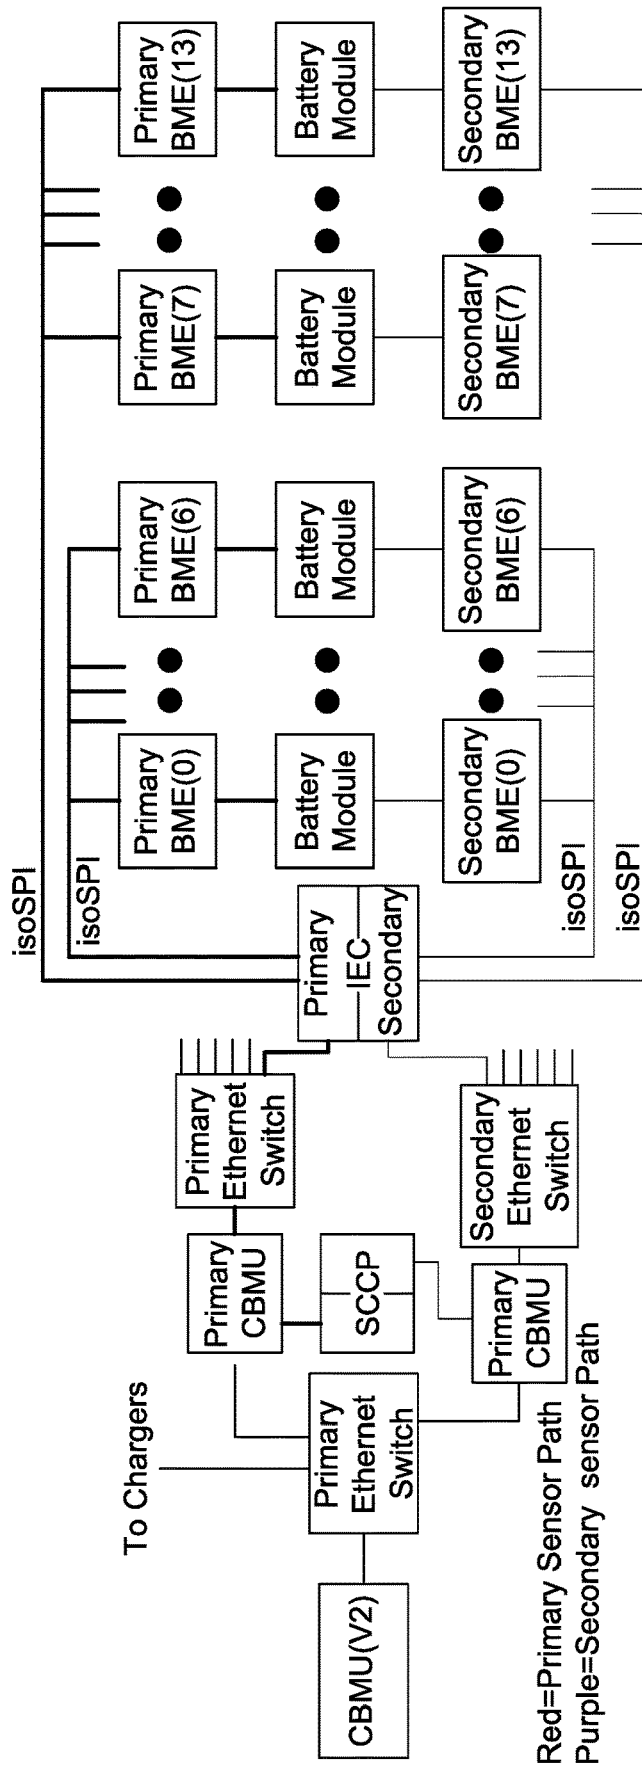 To Chargers
CBMU(V2)
Primary
Ethernet
Switch
Primary
CBMU
SCCP
Primary
CBMU
Primary
Ethernet
Switch
Secondary
Ethernet
Switch
Primary
IEC
Secondary
isoSPI
isoSPI
isoSPI
isoSPI
Primary
BME(0)
Primary
BME(6)
Primary
BME(7)
Primary
BME(13)
Battery
Module
Battery
Module
Battery
Module
Battery
Module
Secondary
BME(0)
Secondary
BME(6)
Secondary
BME(7)
Secondary
BME(13)
Red=Primary Sensor Path
Purple=Secondary sensor Path